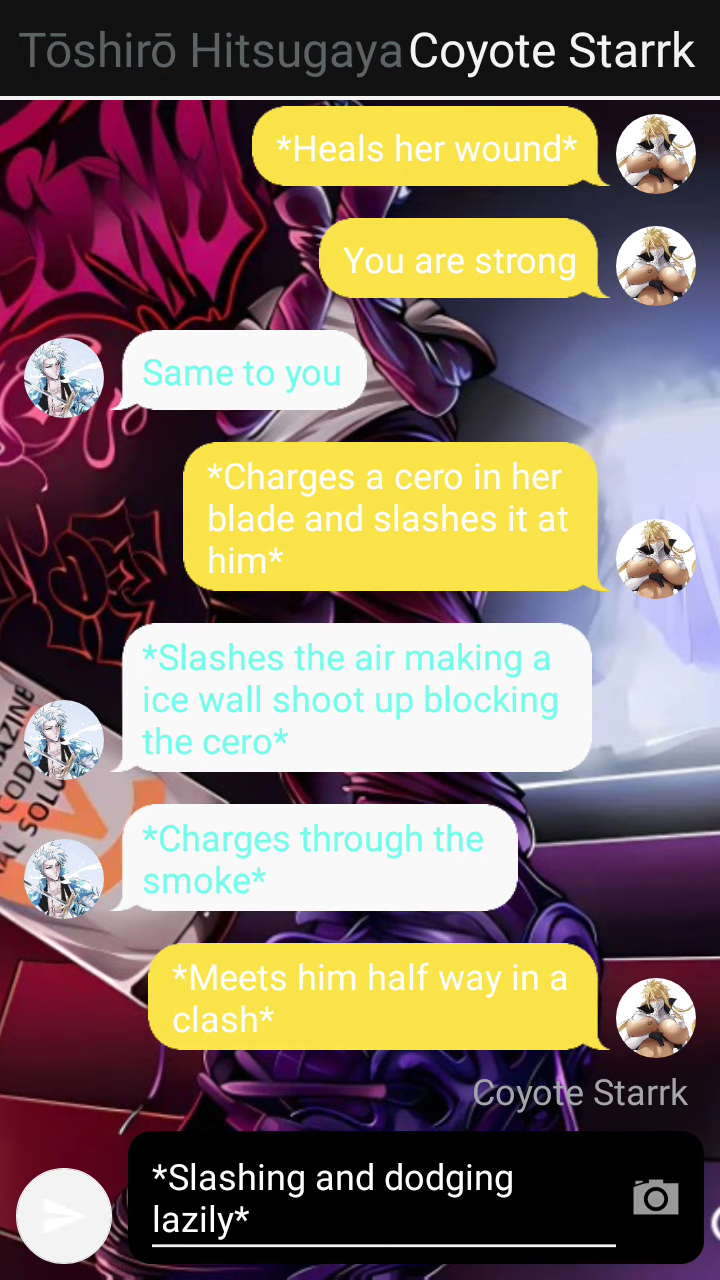 Tōshirō Hitsugaya Coyote Starrk
*Heals her wound*
You are strong
Same to you
*Charges a cero in her
blade and slashes it at
him*
*Slashes the air making a
ice wall shoot up blocking
the cero*
*Charges through the
smoke*
*Meets him half way in a
clash*
Coyote Starrk
*Slashing and dodging
lazily*